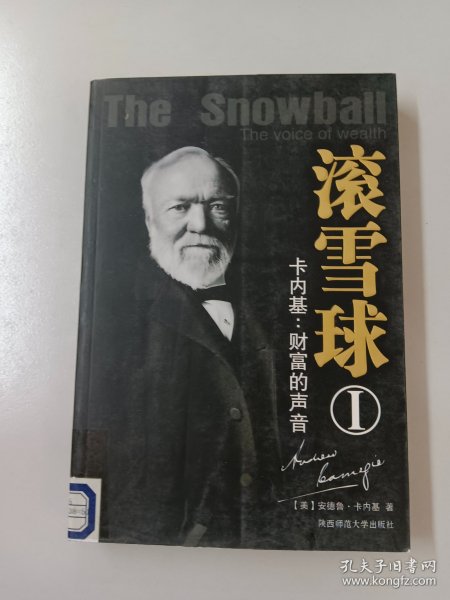 The Snowball
The voice of wealth
滚雪球
I
卡内基：财富的声音
Andrew
Carnegie
【美】安德鲁·卡内基 著
陕西师范大学出版社
孔夫子旧书网
www.kongfz.com